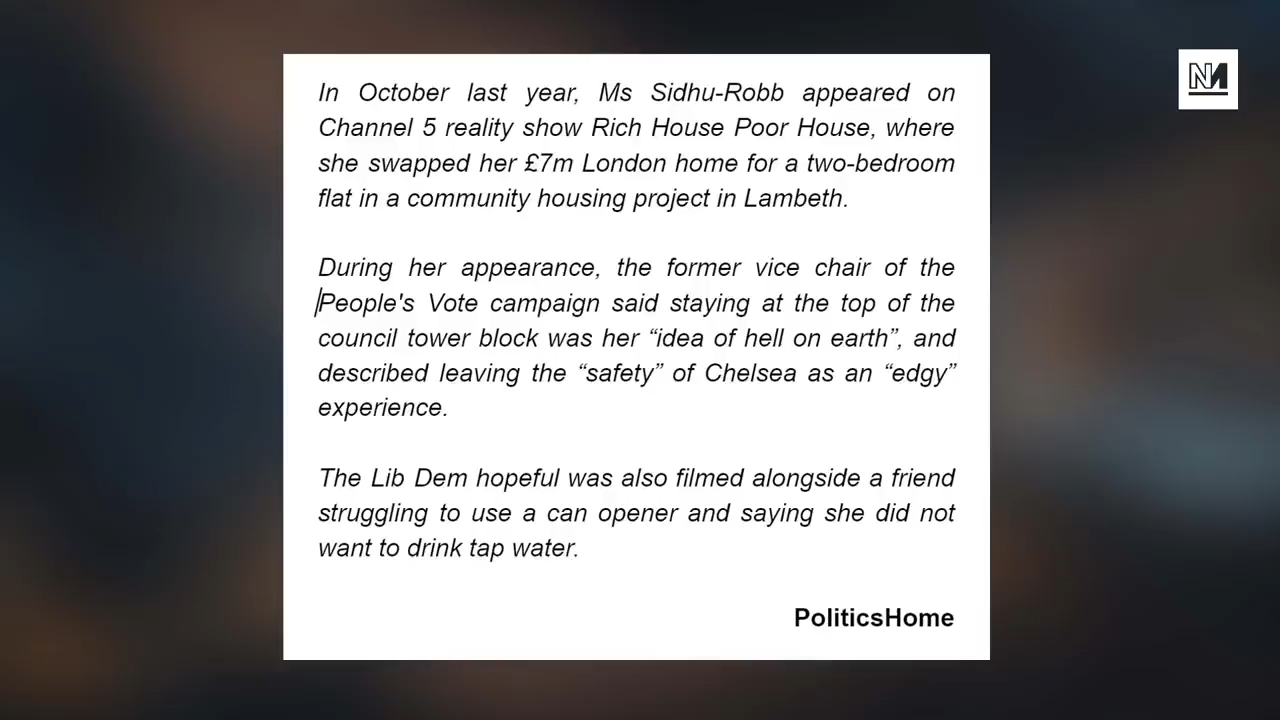 In October last year, Ms Sidhu-Robb appeared on
Channel 5 reality show Rich House Poor House, where
she swapped her £7m London home for a two-bedroom
flat in a community housing project in Lambeth.
During her appearance, the former vice chair of the
People's Vote campaign said staying at the top of the
council tower block was her “idea of hell on earth”, and
described leaving the “safety” of Chelsea as an “edgy”
experience.
The Lib Dem hopeful was also filmed alongside a friend
struggling to use a can opener and saying she did not
want to drink tap water.
PoliticsHome
NM